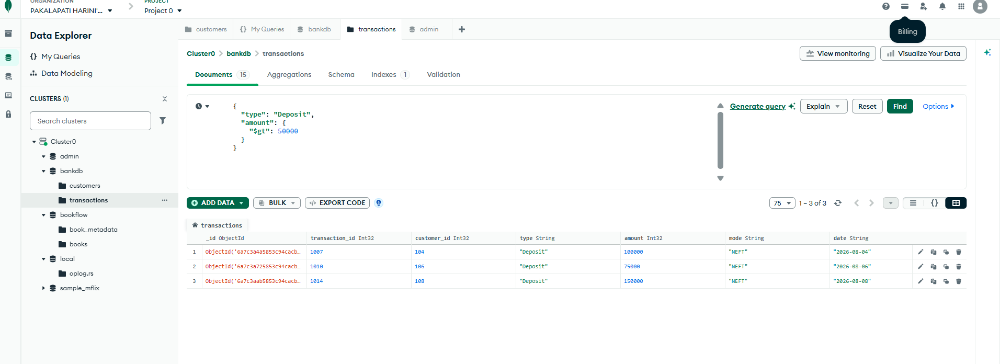 ORGANIZATION
PAKALAPATI HARINI'...
PROJECT
Project 0
Billing
Data Explorer
My Queries
Data Modeling
CLUSTERS (1)
Search clusters
Cluster0
admin
bankdb
customers
transactions
bookflow
book_metadata
books
local
oplog.rs
sample_mflix
customers
{} My Queries
bankdb
transactions
admin
Cluster0 > bankdb > transactions
View monitoring
Visualize Your Data
Documents 15
Aggregations
Schema
Indexes 1
Validation
{
"type": "Deposit",
"amount": {
"$gt": 50000
}
}
Generate query
Explain
Reset
Find
Options
ADD DATA
BULK
EXPORT CODE
75
1 – 3 of 3
transactions
_id ObjectId transaction_id Int32 customer_id Int32 type String amount Int32 mode String date String
1 ObjectId('6a7c3a4a5853c94cacb… 1007 104 "Deposit" 100000 "NEFT" "2026-08-04"
2 ObjectId('6a7c3a725853c94cacb… 1010 106 "Deposit" 75000 "NEFT" "2026-08-06"
3 ObjectId('6a7c3aab5853c94cacb… 1014 108 "Deposit" 150000 "NEFT" "2026-08-08"